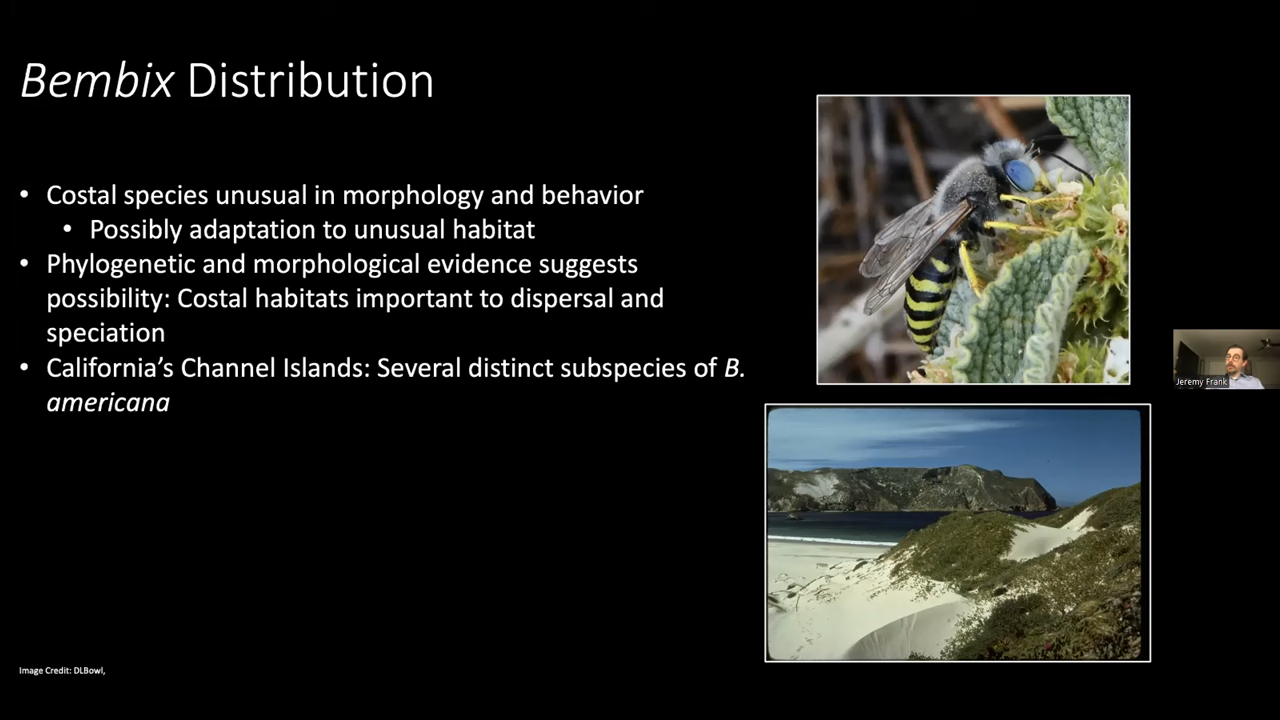 Bembix Distribution
• Costal species unusual in morphology and behavior
• Possibly adaptation to unusual habitat
• Phylogenetic and morphological evidence suggests
possibility: Costal habitats important to dispersal and
speciation
• California's Channel Islands: Several distinct subspecies of B.
americana
Jeremy Frank
Image Credit: DLBowl,